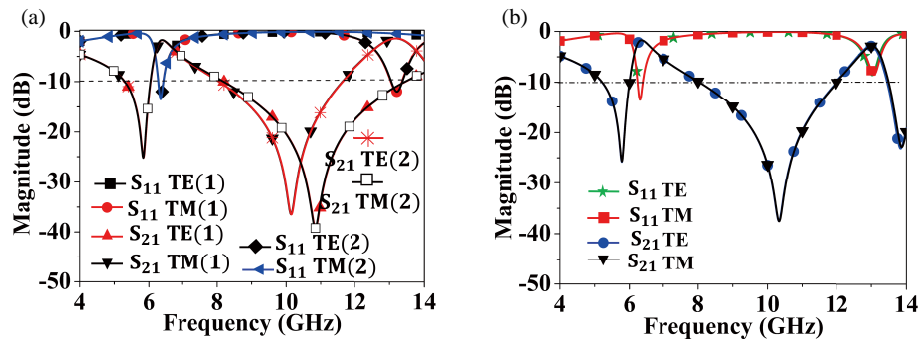 (a)
0
-10
-20
-30
-40
-50
Magnitude (dB)
S11 TE(1)
S11 TM(1)
S21 TE(1)
S21 TM(1)
S11 TE(2)
S11 TM(2)
S21 TE(2)
S21 TM(2)
4 6 8 10 12 14
Frequency (GHz)
(b)
0
-10
-20
-30
-40
-50
Magnitude (dB)
S11 TE
S11 TM
S21 TE
S21 TM
4 6 8 10 12 14
Frequency (GHz)